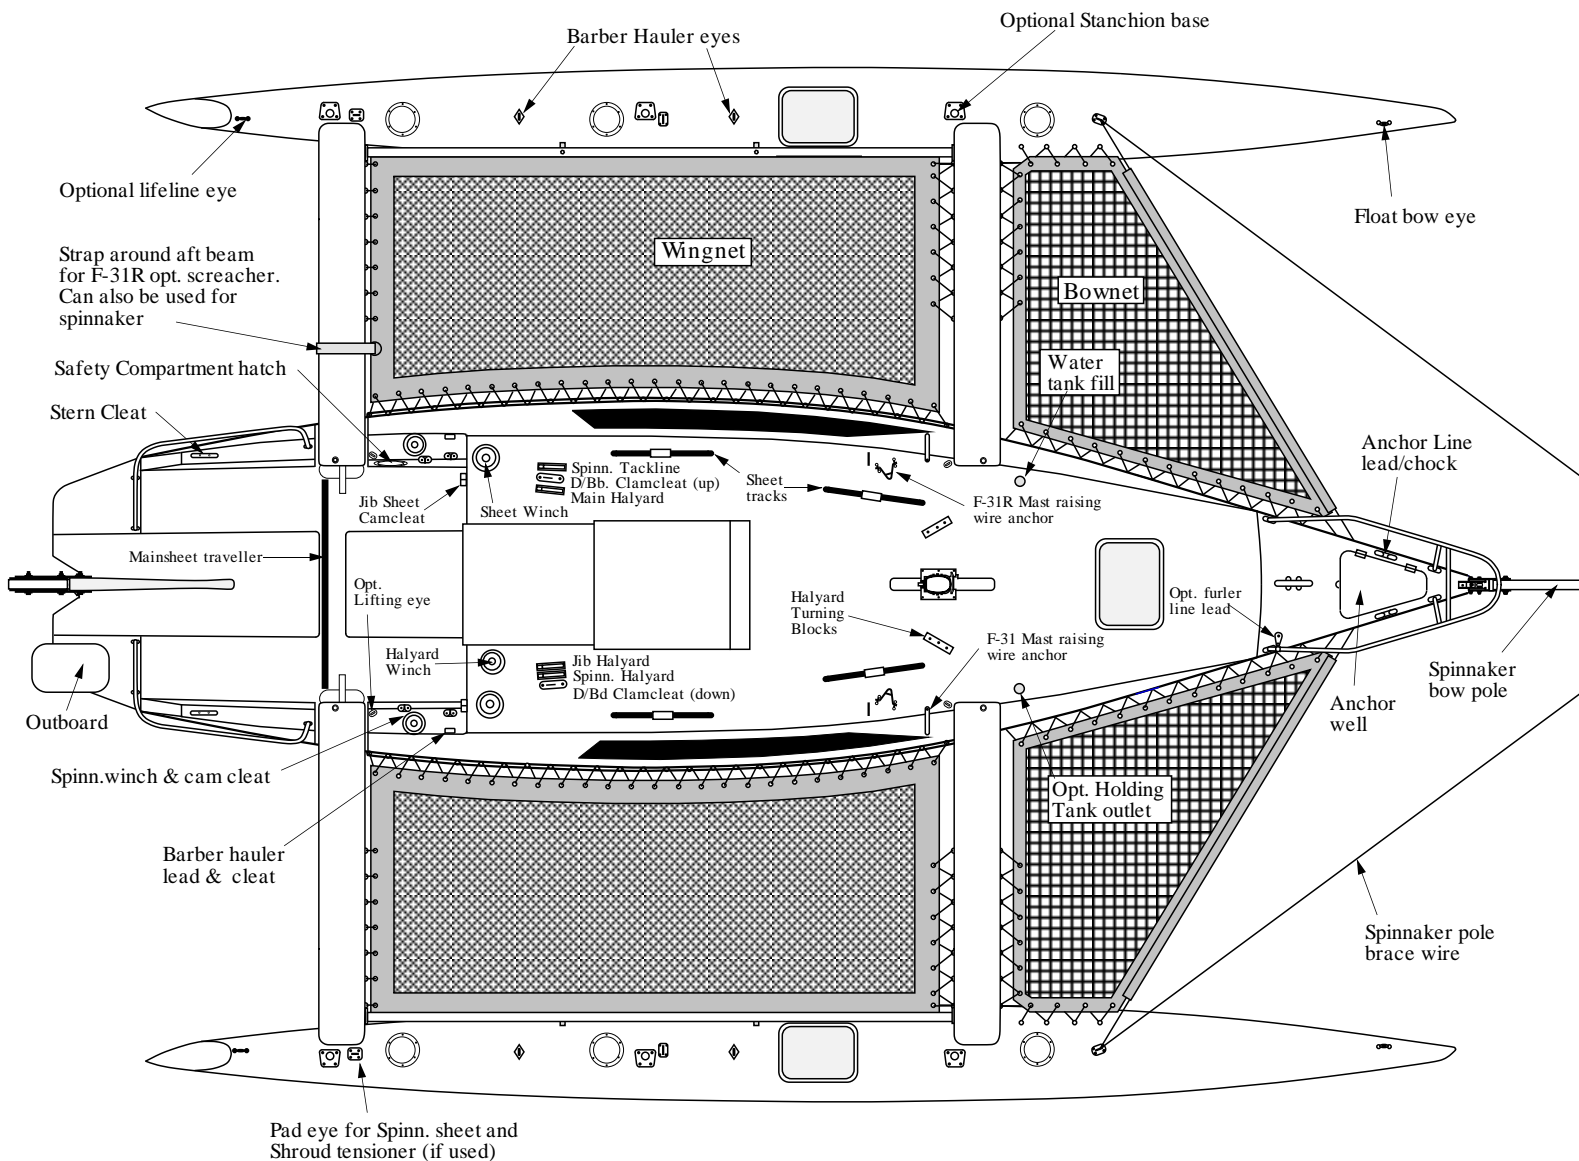 Optional Stanchion base
Barber Hauler eyes
Optional lifeline eye
Float bow eye
Strap around aft beam
for F-31R opt. screacher.
Can also be used for
spinnaker
Wingnet
Bownet
Safety Compartment hatch
Water
tank fill
Stern Cleat
Anchor Line
lead/chock
Spinn. Tackline
D/Bb. Clamcleat (up)
Main Halyard
Sheet
tracks
Jib Sheet
Camcleat
Sheet Winch
F-31R Mast raising
wire anchor
Mainsheet traveller
Opt.
Lifting eye
Halyard
Turning
Blocks
Opt. furler
line lead
Halyard
Winch
Jib Halyard
Spinn. Halyard
D/Bd Clamcleat (down)
F-31 Mast raising
wire anchor
Spinnaker
bow pole
Outboard
Anchor
well
Spinn.winch & cam cleat
Opt. Holding
Tank outlet
Barber hauler
lead & cleat
Spinnaker pole
brace wire
Pad eye for Spinn. sheet and
Shroud tensioner (if used)